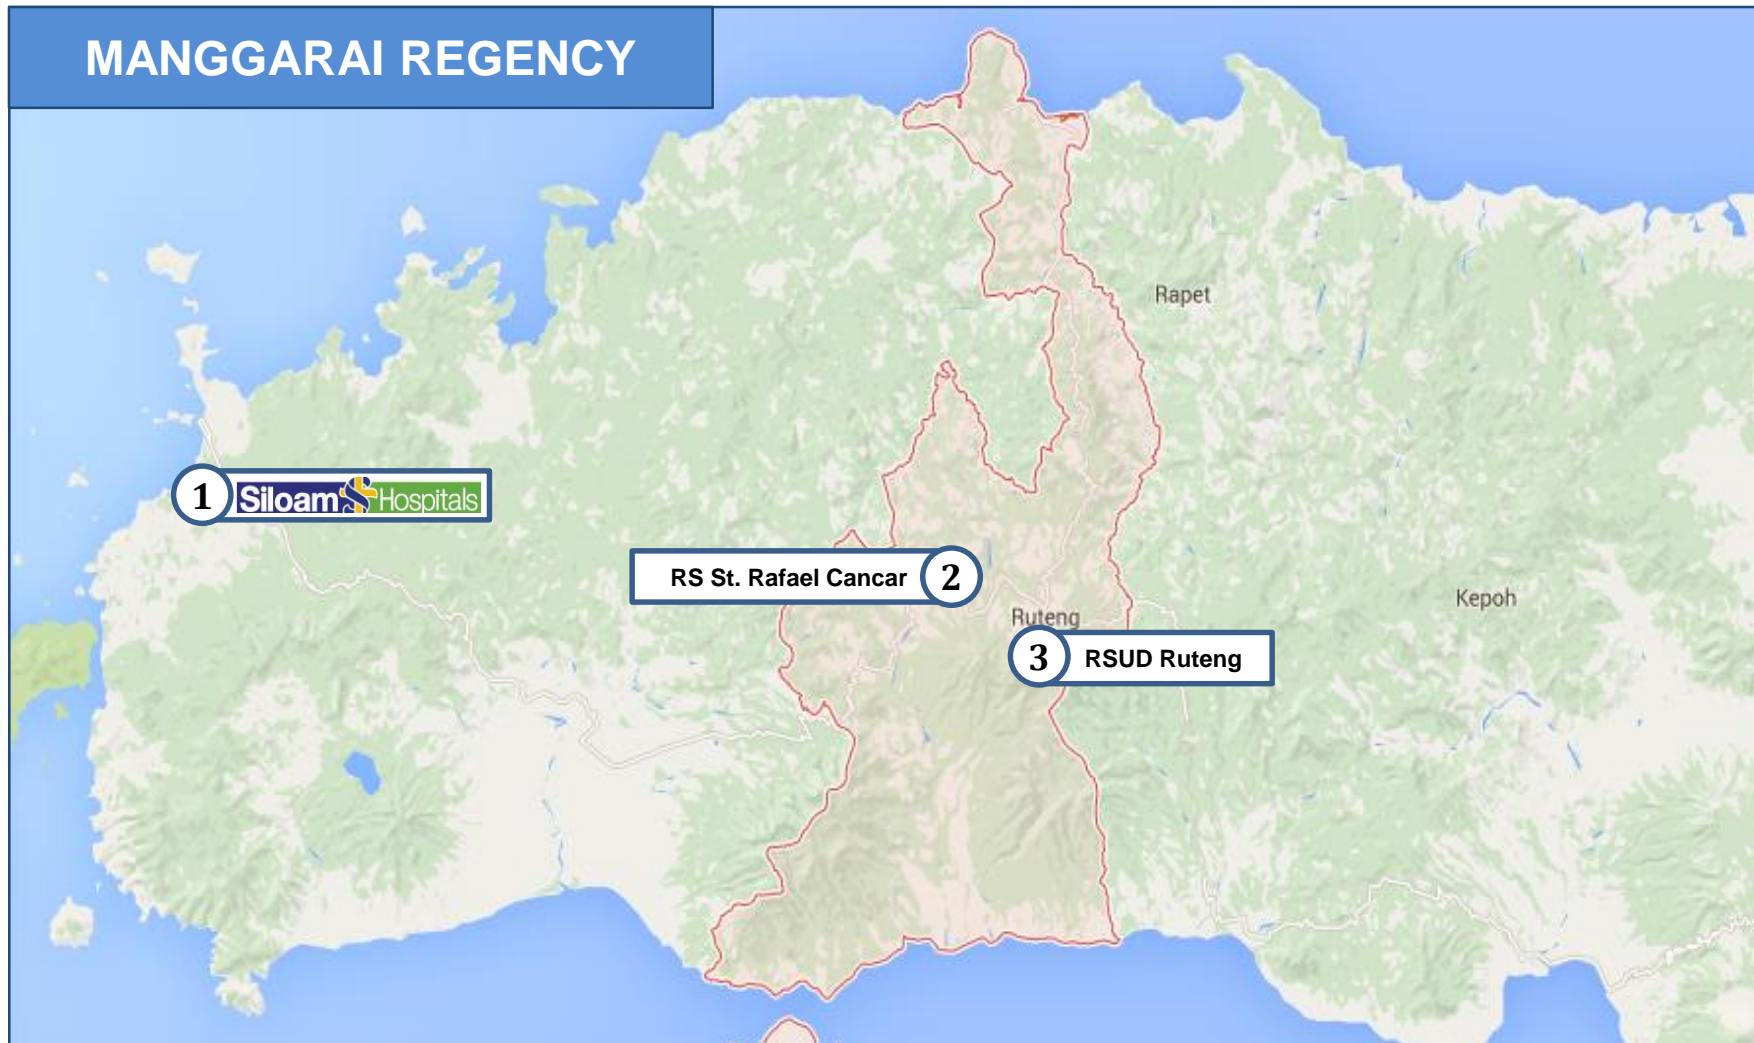 MANGGARAI REGENCY
Rapet
1 Siloam Hospitals
RS St. Rafael Cancar 2
Kepoh
Ruteng
3 RSUD Ruteng